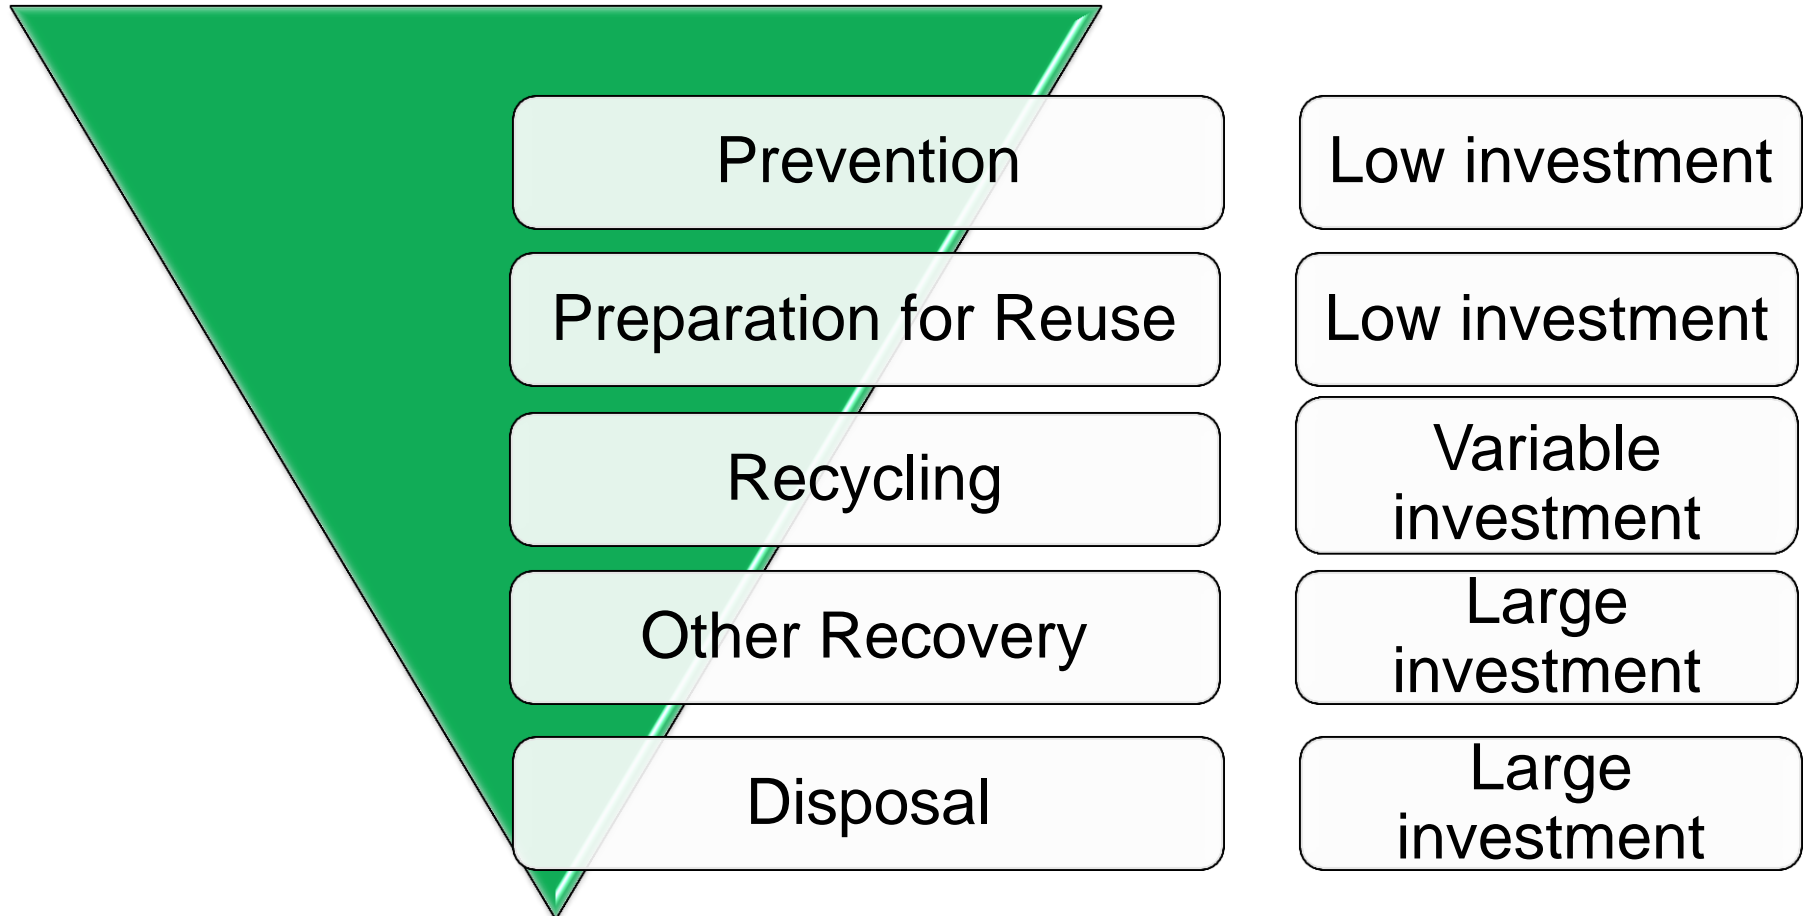 Prevention
Low investment
Preparation for Reuse
Low investment
Recycling
Variable
investment
Other Recovery
Large
investment
Disposal
Large
investment